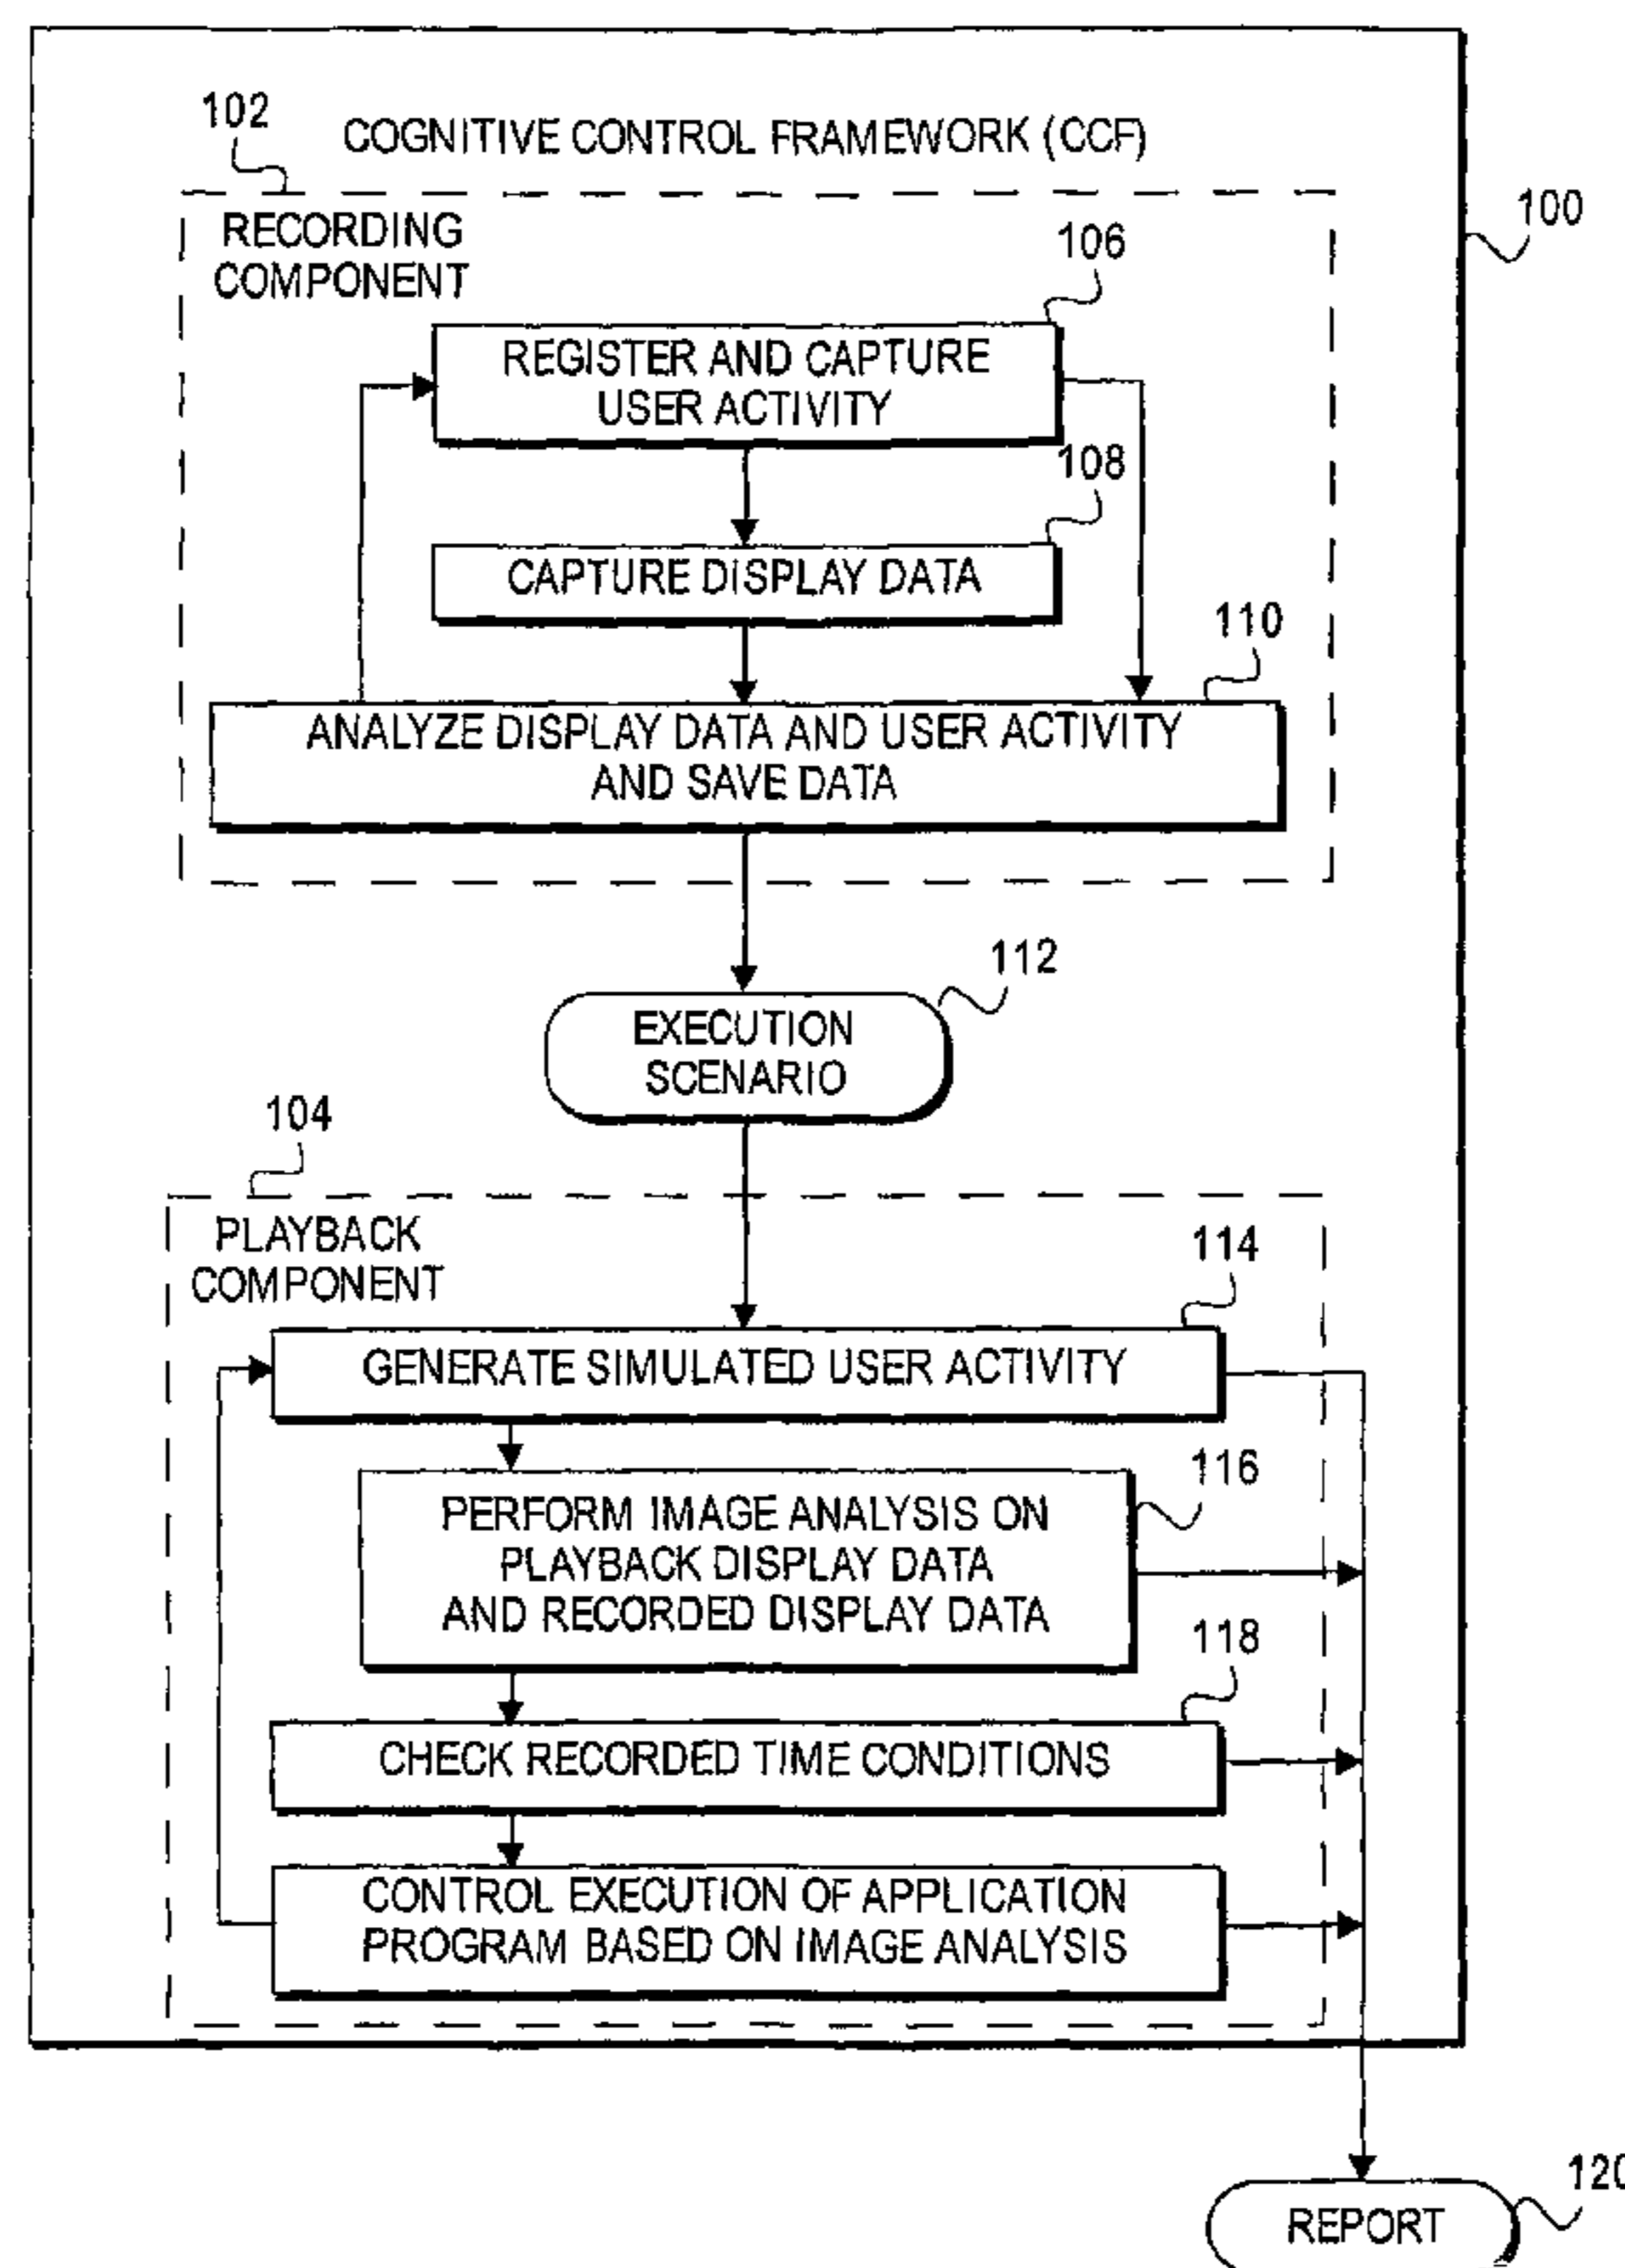 102
COGNITIVE CONTROL FRAMEWORK (CCF)
100
RECORDING
COMPONENT
106
REGISTER AND CAPTURE
USER ACTIVITY
108
CAPTURE DISPLAY DATA
110
ANALYZE DISPLAY DATA AND USER ACTIVITY
AND SAVE DATA
112
EXECUTION
SCENARIO
104
PLAYBACK
COMPONENT
114
GENERATE SIMULATED USER ACTIVITY
116
PERFORM IMAGE ANALYSIS ON
PLAYBACK DISPLAY DATA
AND RECORDED DISPLAY DATA
118
CHECK RECORDED TIME CONDITIONS
CONTROL EXECUTION OF APPLICATION
PROGRAM BASED ON IMAGE ANALYSIS
120
REPORT